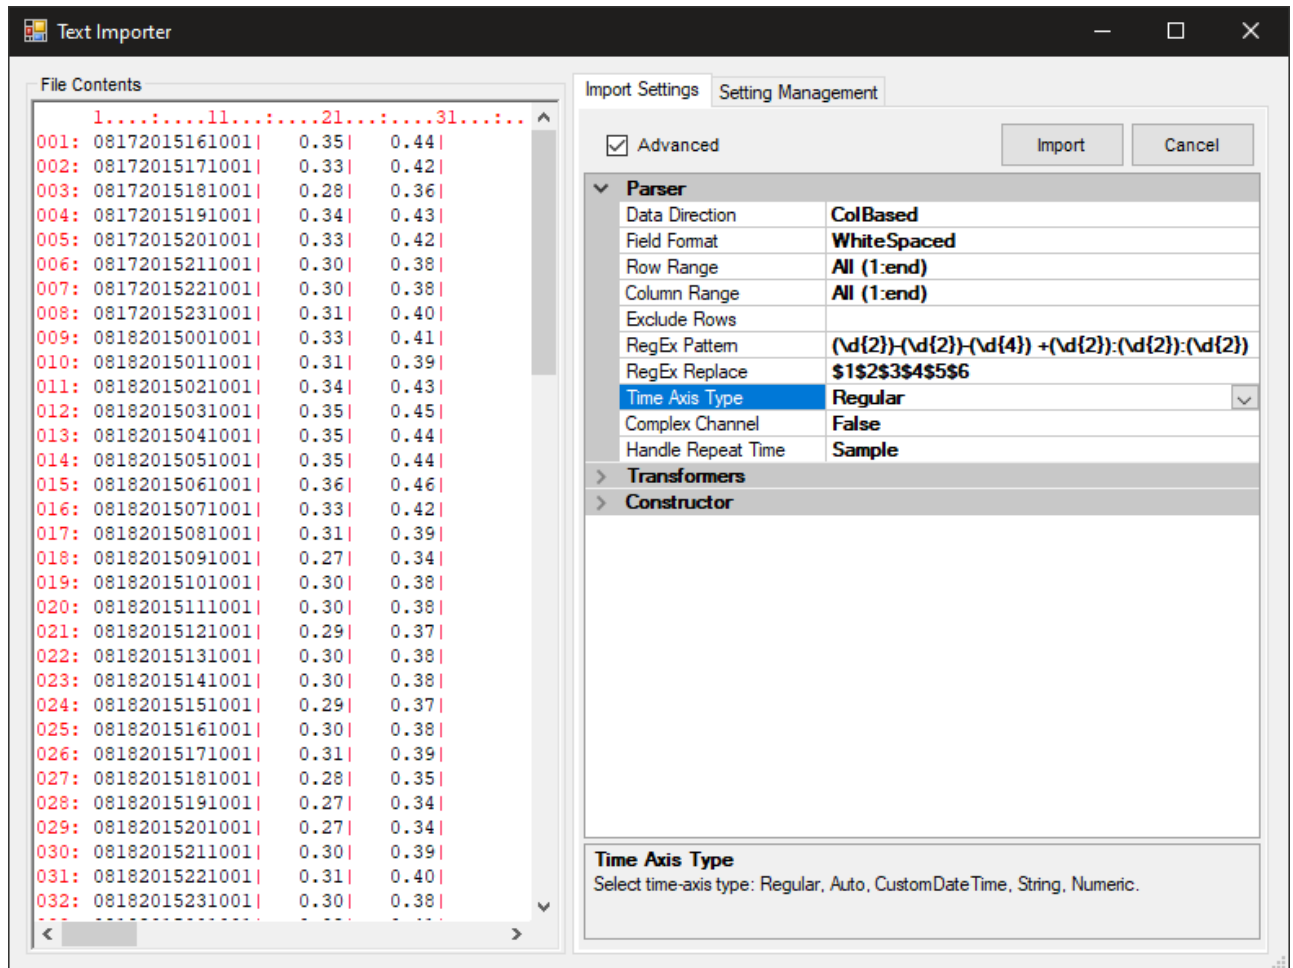 Text Importer
File Contents
1....:....11...:....21...:....31...:..
001: 08172015161001| 0.35| 0.44|
002: 08172015171001| 0.33| 0.42|
003: 08172015181001| 0.28| 0.36|
004: 08172015191001| 0.34| 0.43|
005: 08172015201001| 0.33| 0.42|
006: 08172015211001| 0.30| 0.38|
007: 08172015221001| 0.30| 0.38|
008: 08172015231001| 0.31| 0.40|
009: 08182015001001| 0.33| 0.41|
010: 08182015011001| 0.31| 0.39|
011: 08182015021001| 0.34| 0.43|
012: 08182015031001| 0.35| 0.45|
013: 08182015041001| 0.35| 0.44|
014: 08182015051001| 0.35| 0.44|
015: 08182015061001| 0.36| 0.46|
016: 08182015071001| 0.33| 0.42|
017: 08182015081001| 0.31| 0.39|
018: 08182015091001| 0.27| 0.34|
019: 08182015101001| 0.30| 0.38|
020: 08182015111001| 0.30| 0.38|
021: 08182015121001| 0.29| 0.37|
022: 08182015131001| 0.30| 0.38|
023: 08182015141001| 0.30| 0.38|
024: 08182015151001| 0.29| 0.37|
025: 08182015161001| 0.30| 0.38|
026: 08182015171001| 0.31| 0.39|
027: 08182015181001| 0.28| 0.35|
028: 08182015191001| 0.27| 0.34|
029: 08182015201001| 0.27| 0.34|
030: 08182015211001| 0.30| 0.39|
031: 08182015221001| 0.31| 0.40|
032: 08182015231001| 0.30| 0.38|
Import Settings Setting Management
Advanced Import Cancel
Parser
Data Direction ColBased
Field Format WhiteSpaced
Row Range All (1:end)
Column Range All (1:end)
Exclude Rows
RegEx Pattern (\d{2})-(\d{2})-(\d{4}) +(\d{2}):(\d{2}):(\d{2})
RegEx Replace $1$2$3$4$5$6
Time Axis Type Regular
Complex Channel False
Handle Repeat Time Sample
Transformers
Constructor
Time Axis Type
Select time-axis type: Regular, Auto, CustomDateTime, String, Numeric.